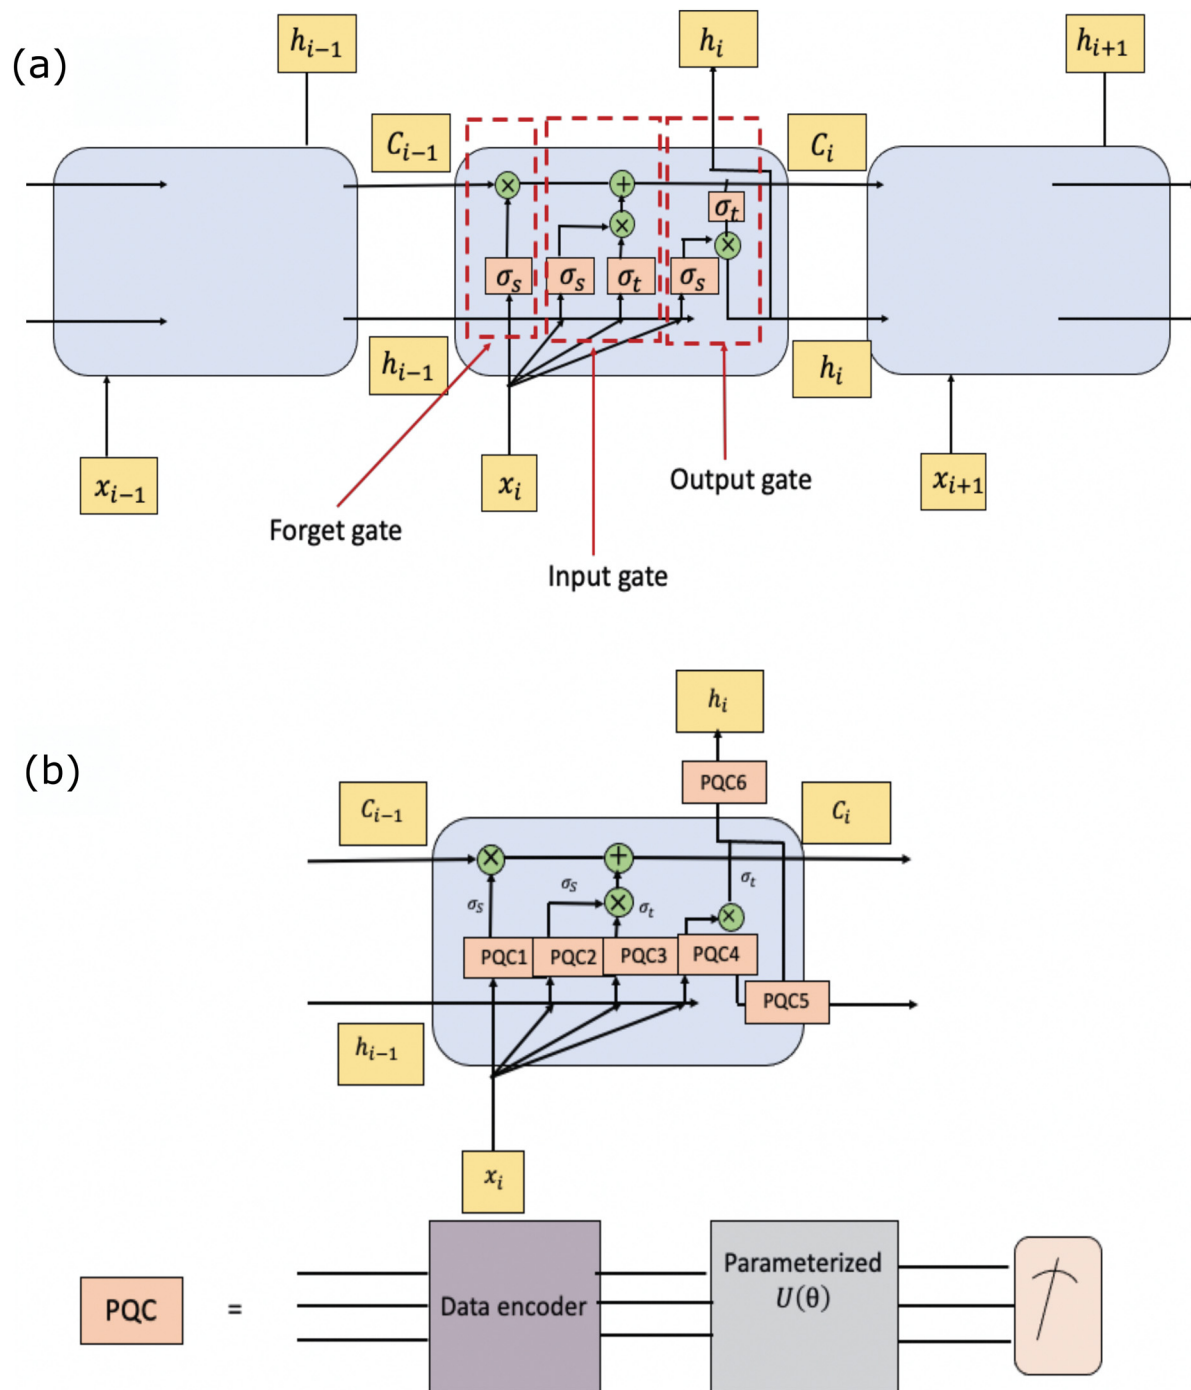 (a)
h_{i−1}
h_i
h_{i+1}
C_{i−1}
C_i
×
+
σ_t
×
×
σ_s
σ_s
σ_t
σ_s
h_{i−1}
h_i
x_{i−1}
x_i
x_{i+1}
Output gate
Forget gate
Input gate
(b)
h_i
PQC6
C_{i−1}
C_i
×
+
σ_S
σ_S
×
σ_t
σ_t
×
PQC1
PQC2
PQC3
PQC4
PQC5
h_{i−1}
x_i
PQC
=
Data encoder
Parameterized
U(θ)